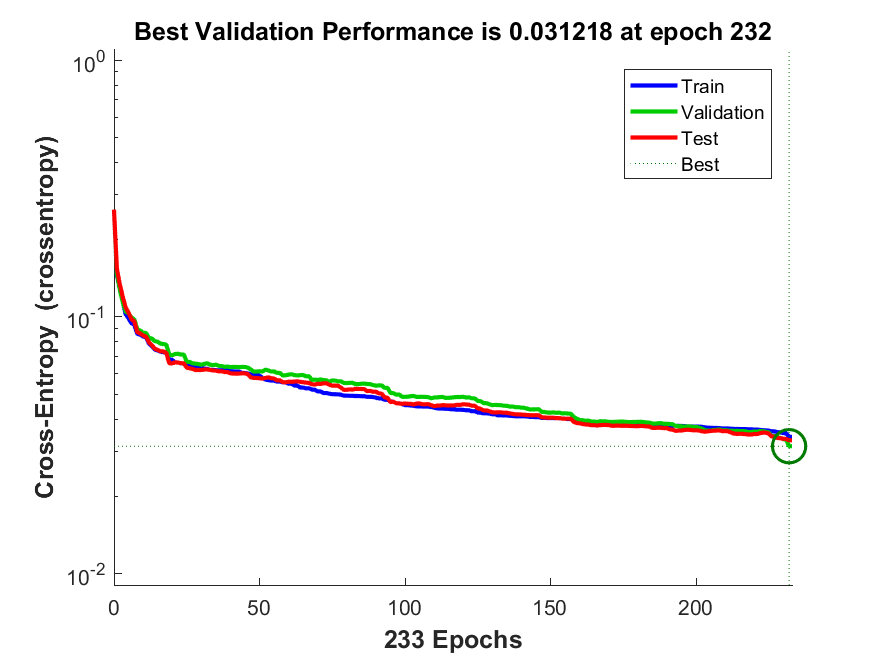 Best Validation Performance is 0.031218 at epoch 232
10^0
10^-1
10^-2
Cross-Entropy (crossentropy)
Train
Validation
Test
Best
0 50 100 150 200
233 Epochs